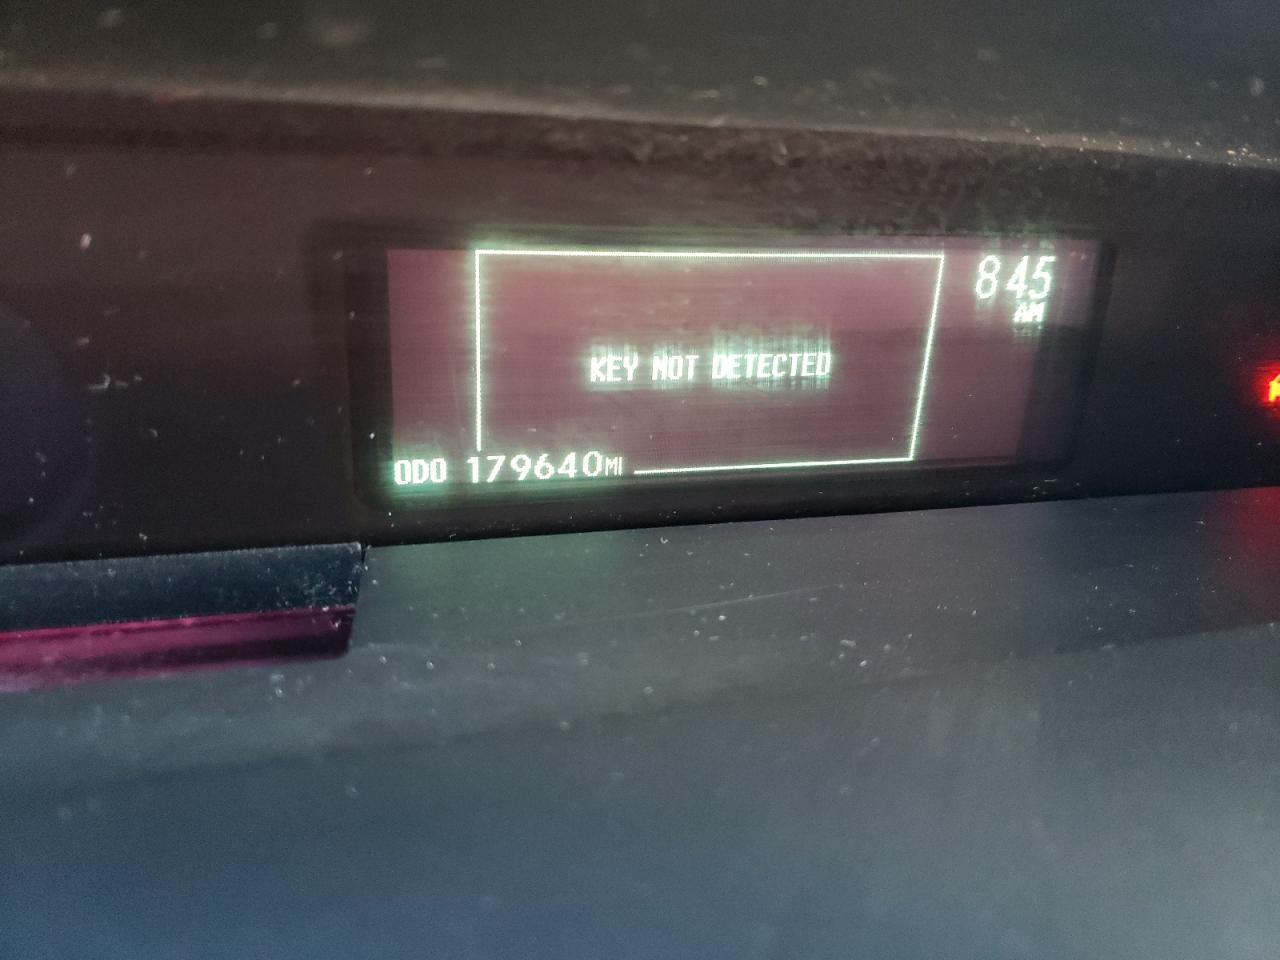 8 45
AM
KEY NOT DETECTED
ODO 179640MI